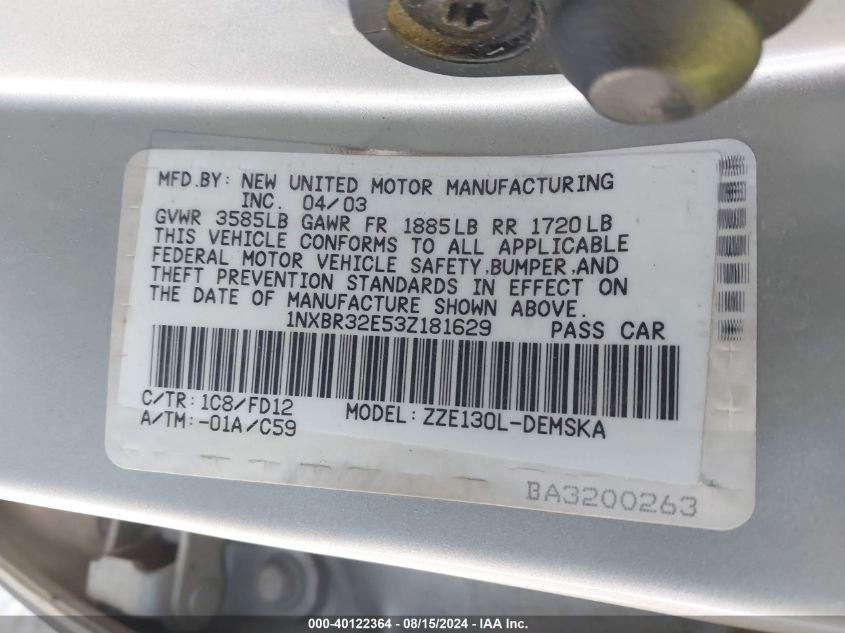 MFD.BY: NEW UNITED MOTOR MANUFACTURING
INC. 04/03
GVWR 3585LB GAWR FR 1885LB RR 1720LB
THIS VEHICLE CONFORMS TO ALL APPLICABLE
FEDERAL MOTOR VEHICLE SAFETY,BUMPER,AND
THEFT PREVENTION STANDARDS IN EFFECT ON
THE DATE OF MANUFACTURE SHOWN ABOVE.
1NXBR32E53Z181629 PASS CAR
C/TR: 1C8/FD12 MODEL: ZZE130L-DEMSKA
A/TM: -01A/C59
BA3200263
000-40122364 - 08/15/2024 - IAA Inc.